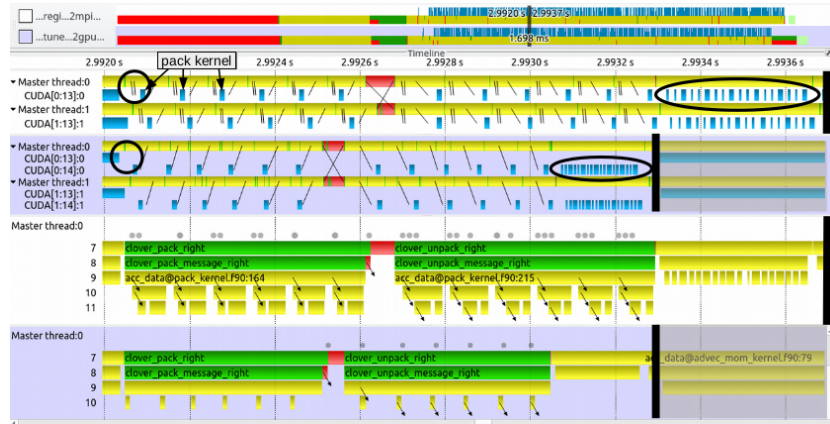 ...regi...2mpi...
2.9920 s 2.9937 s
...tune...2gpu...
1.698 ms
Timeline
2.9920 s pack kernel 2.9924 s 2.9926 s 2.9928 s 2.9930 s 2.9932 s 2.9934 s 2.9936 s
Master thread:0
CUDA[0:13]:0
Master thread:1
CUDA[1:13]:1
Master thread:0
CUDA[0:13]:0
CUDA[0:14]:0
Master thread:1
CUDA[1:13]:1
CUDA[1:14]:1
Master thread:0
7 clover_pack_right clover_unpack_right
8 clover_pack_message_right clover_unpack_message_right
9 acc_data@pack_kernel.f90:164 acc_data@pack_kernel.f90:215
10
11
Master thread:0
7 clover_pack_right clover_unpack_right _data@advec_mom_kernel.f90:79
8 clover_pack_message_right clover_unpack_message_right
9
10